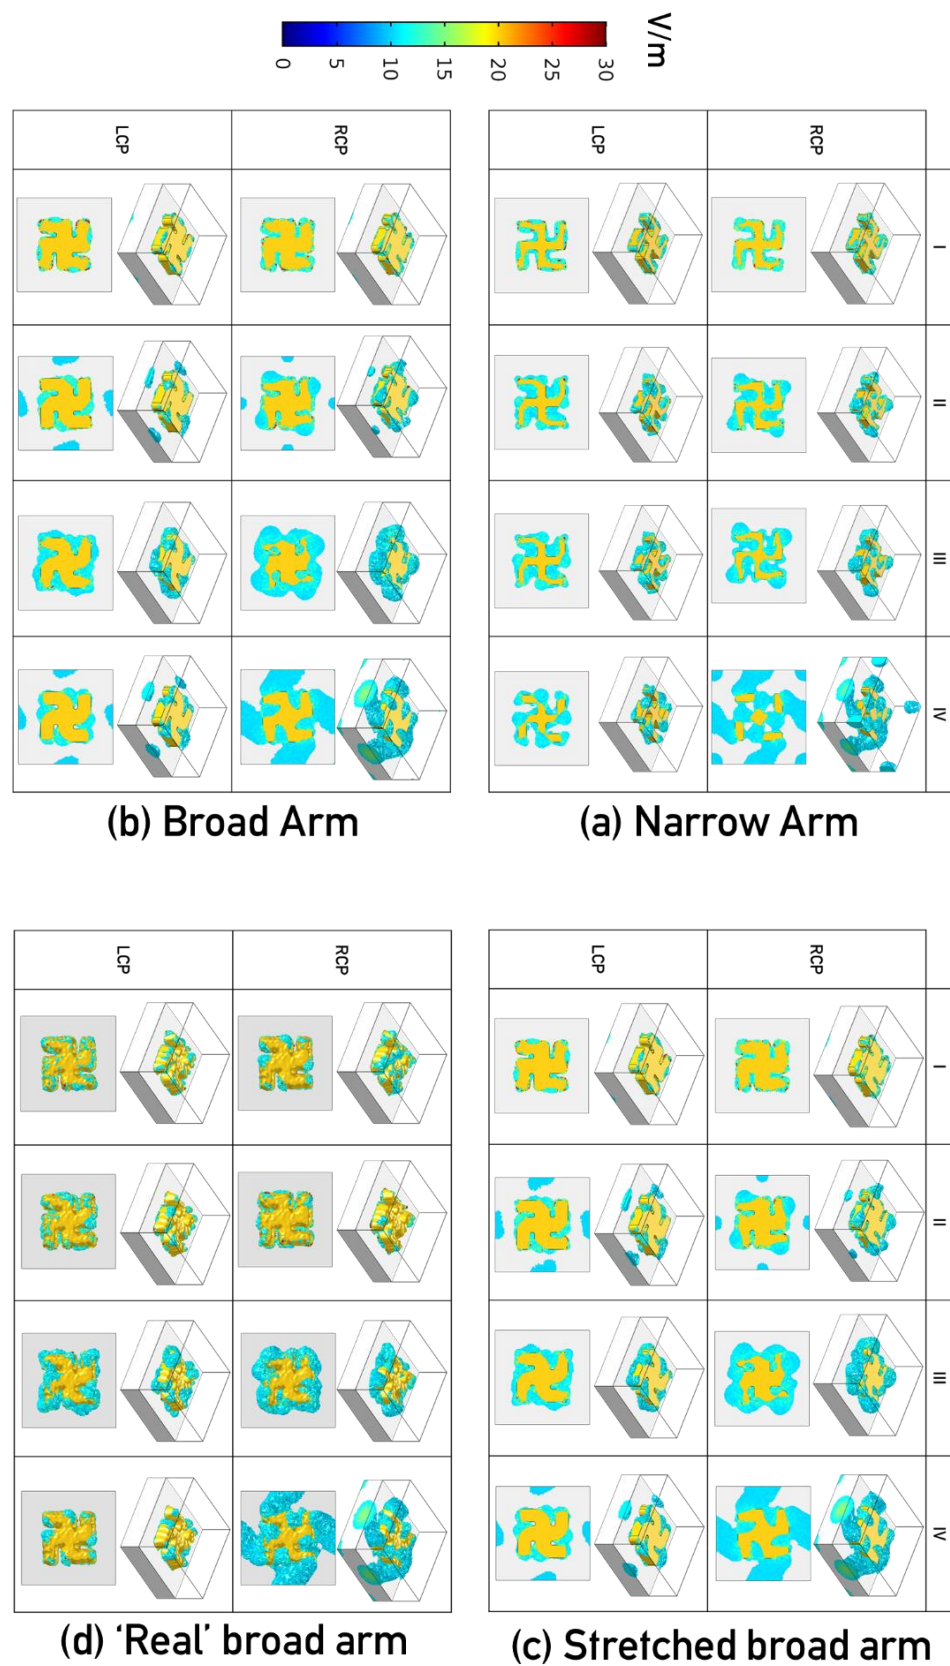 V/m
0 5 10 15 20 25 30
LCP RCP
LCP RCP
I
II
III
IV
(b) Broad Arm
(a) Narrow Arm
LCP RCP
LCP RCP
I
II
III
IV
(d) ‘Real’ broad arm
(c) Stretched broad arm